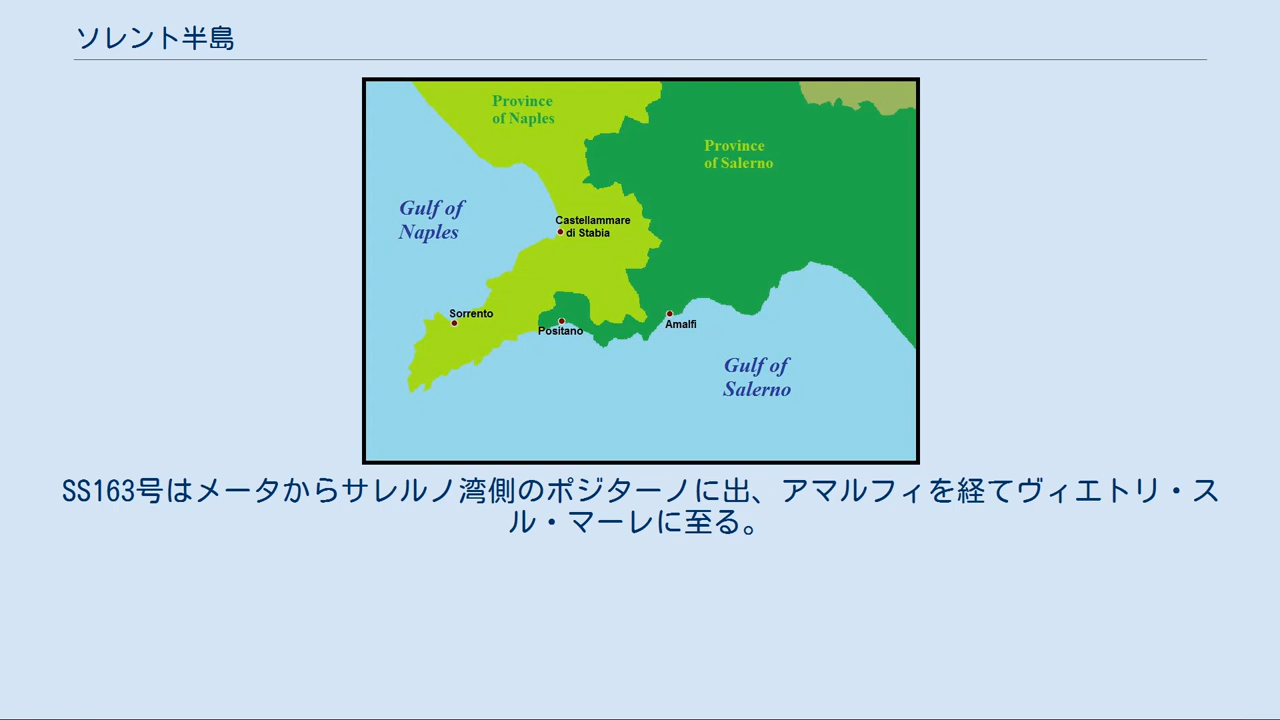 ソレント半島
Province
of Naples
Province
of Salerno
Gulf of
Naples
Castellammare
di Stabia
Sorrento
Positano
Amalfi
Gulf of
Salerno
SS163号はメータからサレルノ湾側のポジターノに出、アマルフィを経てヴィエトリ・ス
ル・マーレに至る。